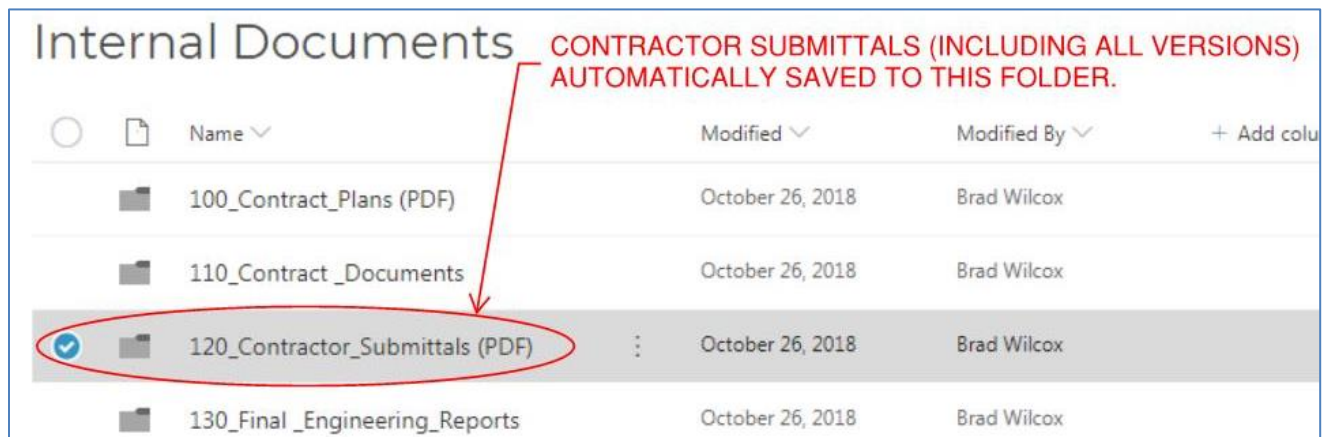 Internal Documents
CONTRACTOR SUBMITTALS (INCLUDING ALL VERSIONS)
AUTOMATICALLY SAVED TO THIS FOLDER.
Name Modified Modified By + Add colu
100_Contract_Plans (PDF) October 26, 2018 Brad Wilcox
110_Contract _Documents October 26, 2018 Brad Wilcox
120_Contractor_Submittals (PDF) October 26, 2018 Brad Wilcox
130_Final _Engineering_Reports October 26, 2018 Brad Wilcox